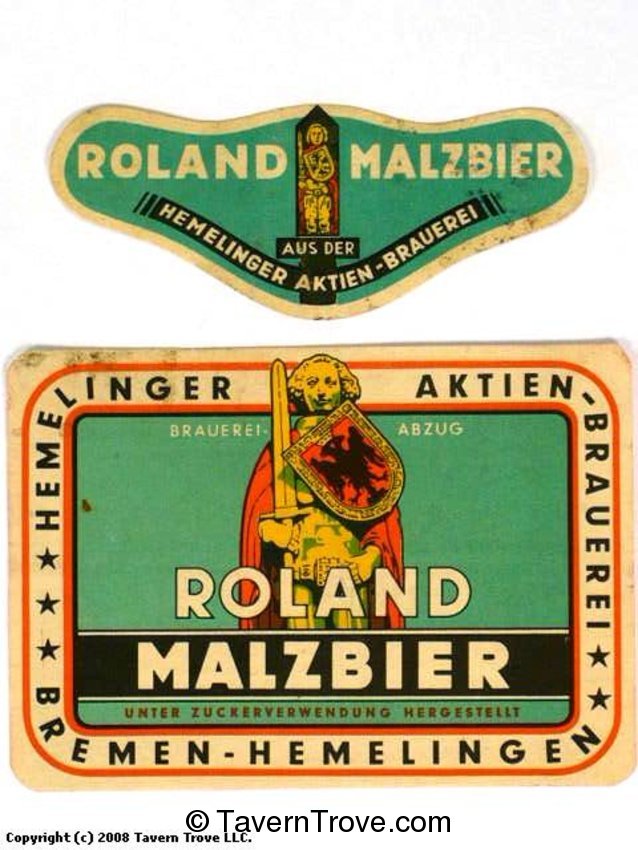 ROLAND MALZBIER
AUS DER
HEMELINGER AKTIEN-BRAUEREI
HEMELINGER AKTIEN-BRAUEREI
BRAUEREI-ABZUG
ROLAND
MALZBIER
UNTER ZUCKERVERWENDUNG HERGESTELLT
BREMEN-HEMELINGEN
© TavernTrove.com
Copyright (c) 2008 Tavern Trove LLC.